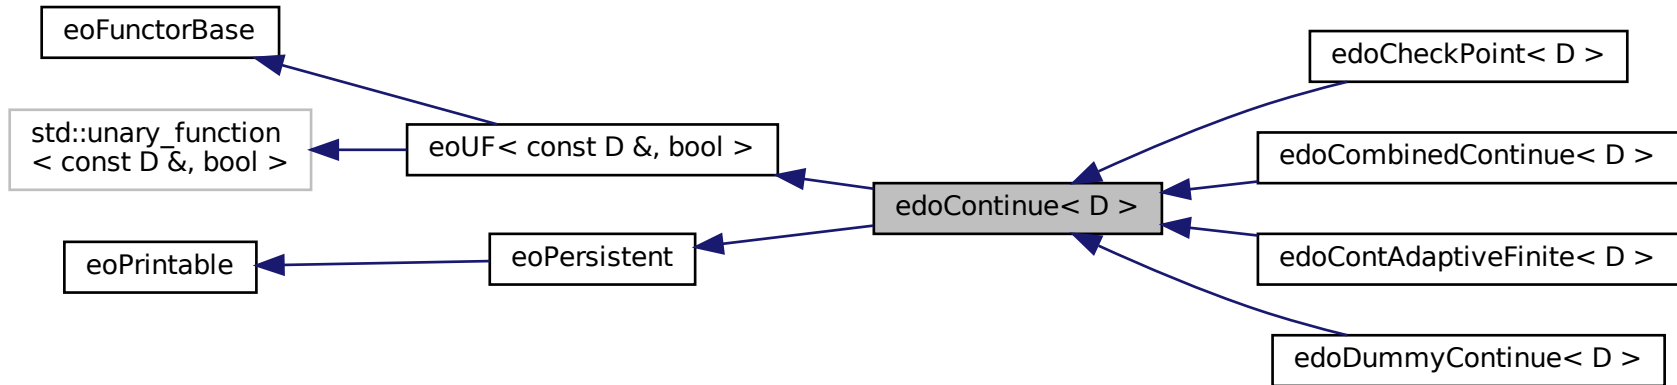 eoFunctorBase
std::unary_function
< const D &, bool >
eoUF< const D &, bool >
eoPrintable
eoPersistent
edoContinue< D >
edoCheckPoint< D >
edoCombinedContinue< D >
edoContAdaptiveFinite< D >
edoDummyContinue< D >